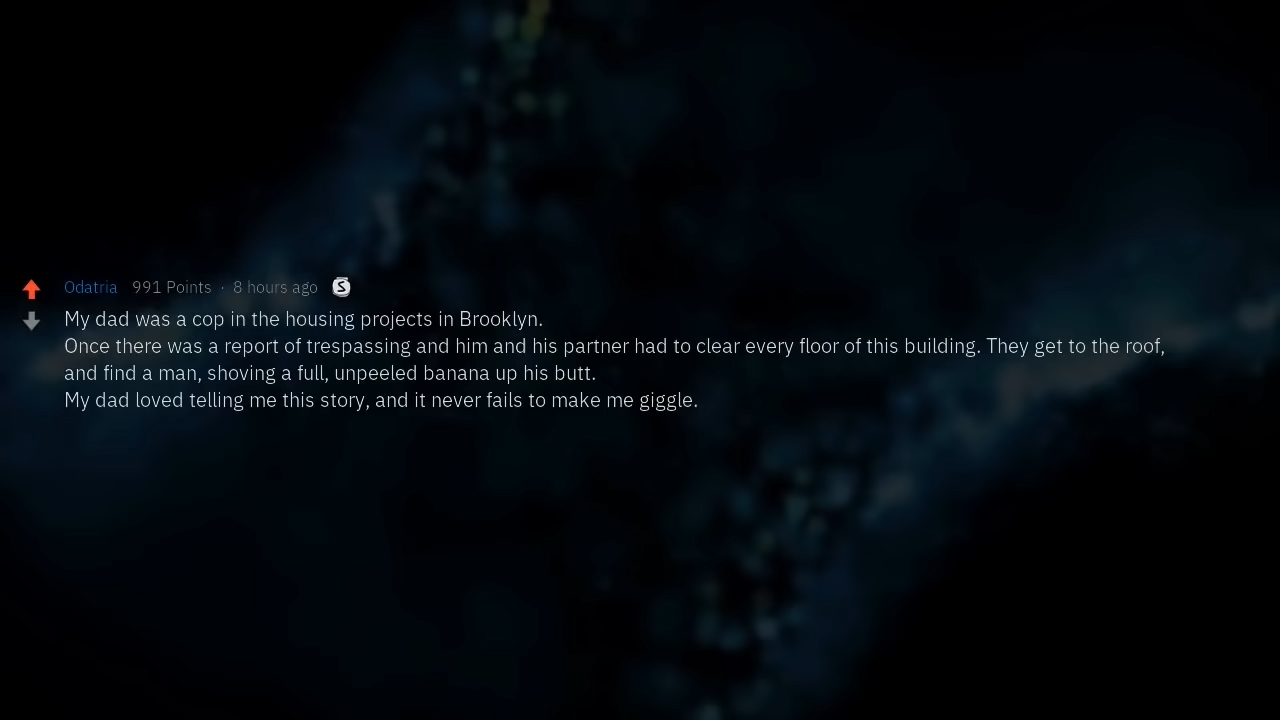 Odatria 991 Points · 8 hours ago S
My dad was a cop in the housing projects in Brooklyn.
Once there was a report of trespassing and him and his partner had to clear every floor of this building. They get to the roof,
and find a man, shoving a full, unpeeled banana up his butt.
My dad loved telling me this story, and it never fails to make me giggle.